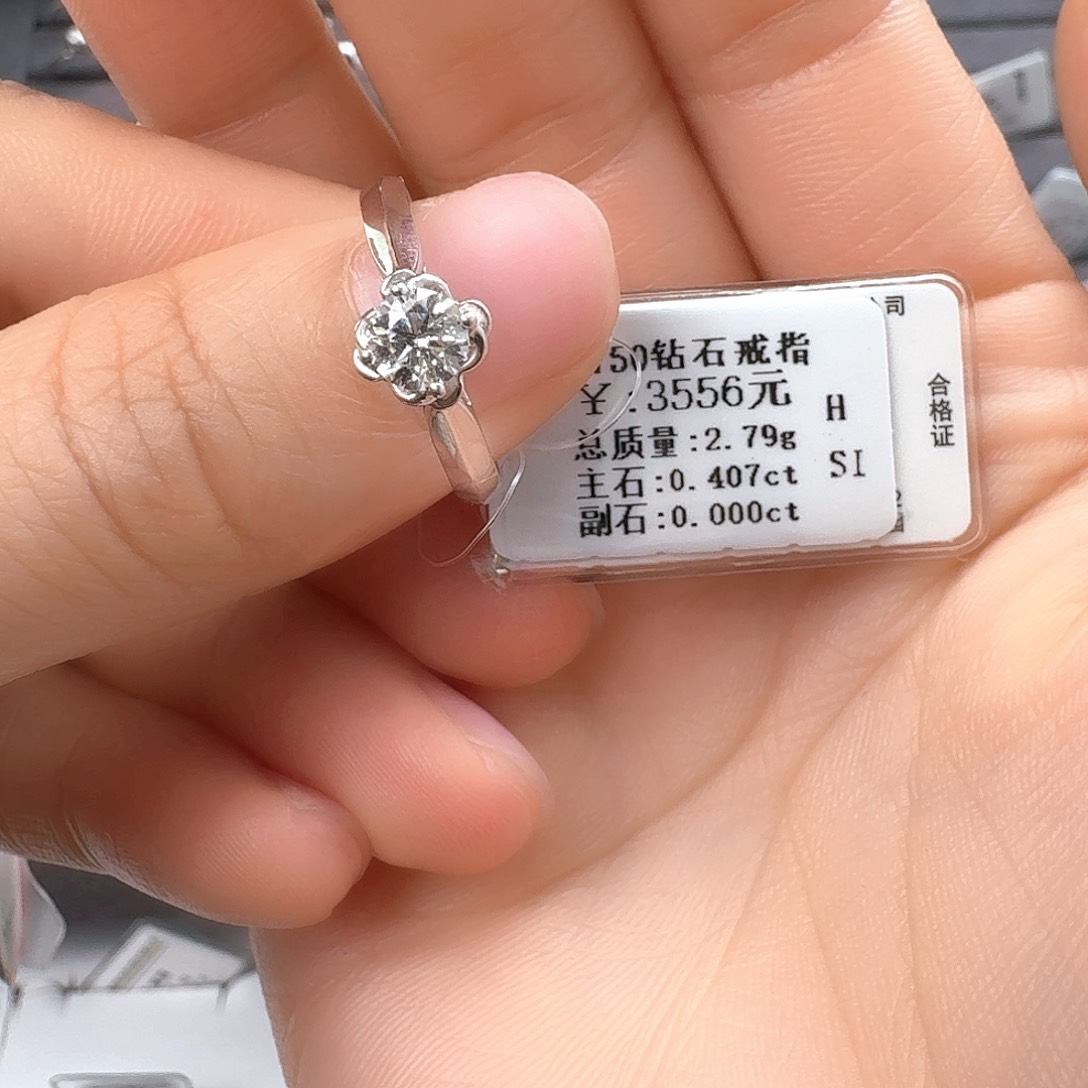 750钻石戒指
¥:3556元
总质量:2.79g
主石:0.407ct
副石:0.000ct
H
SI
司
合格证